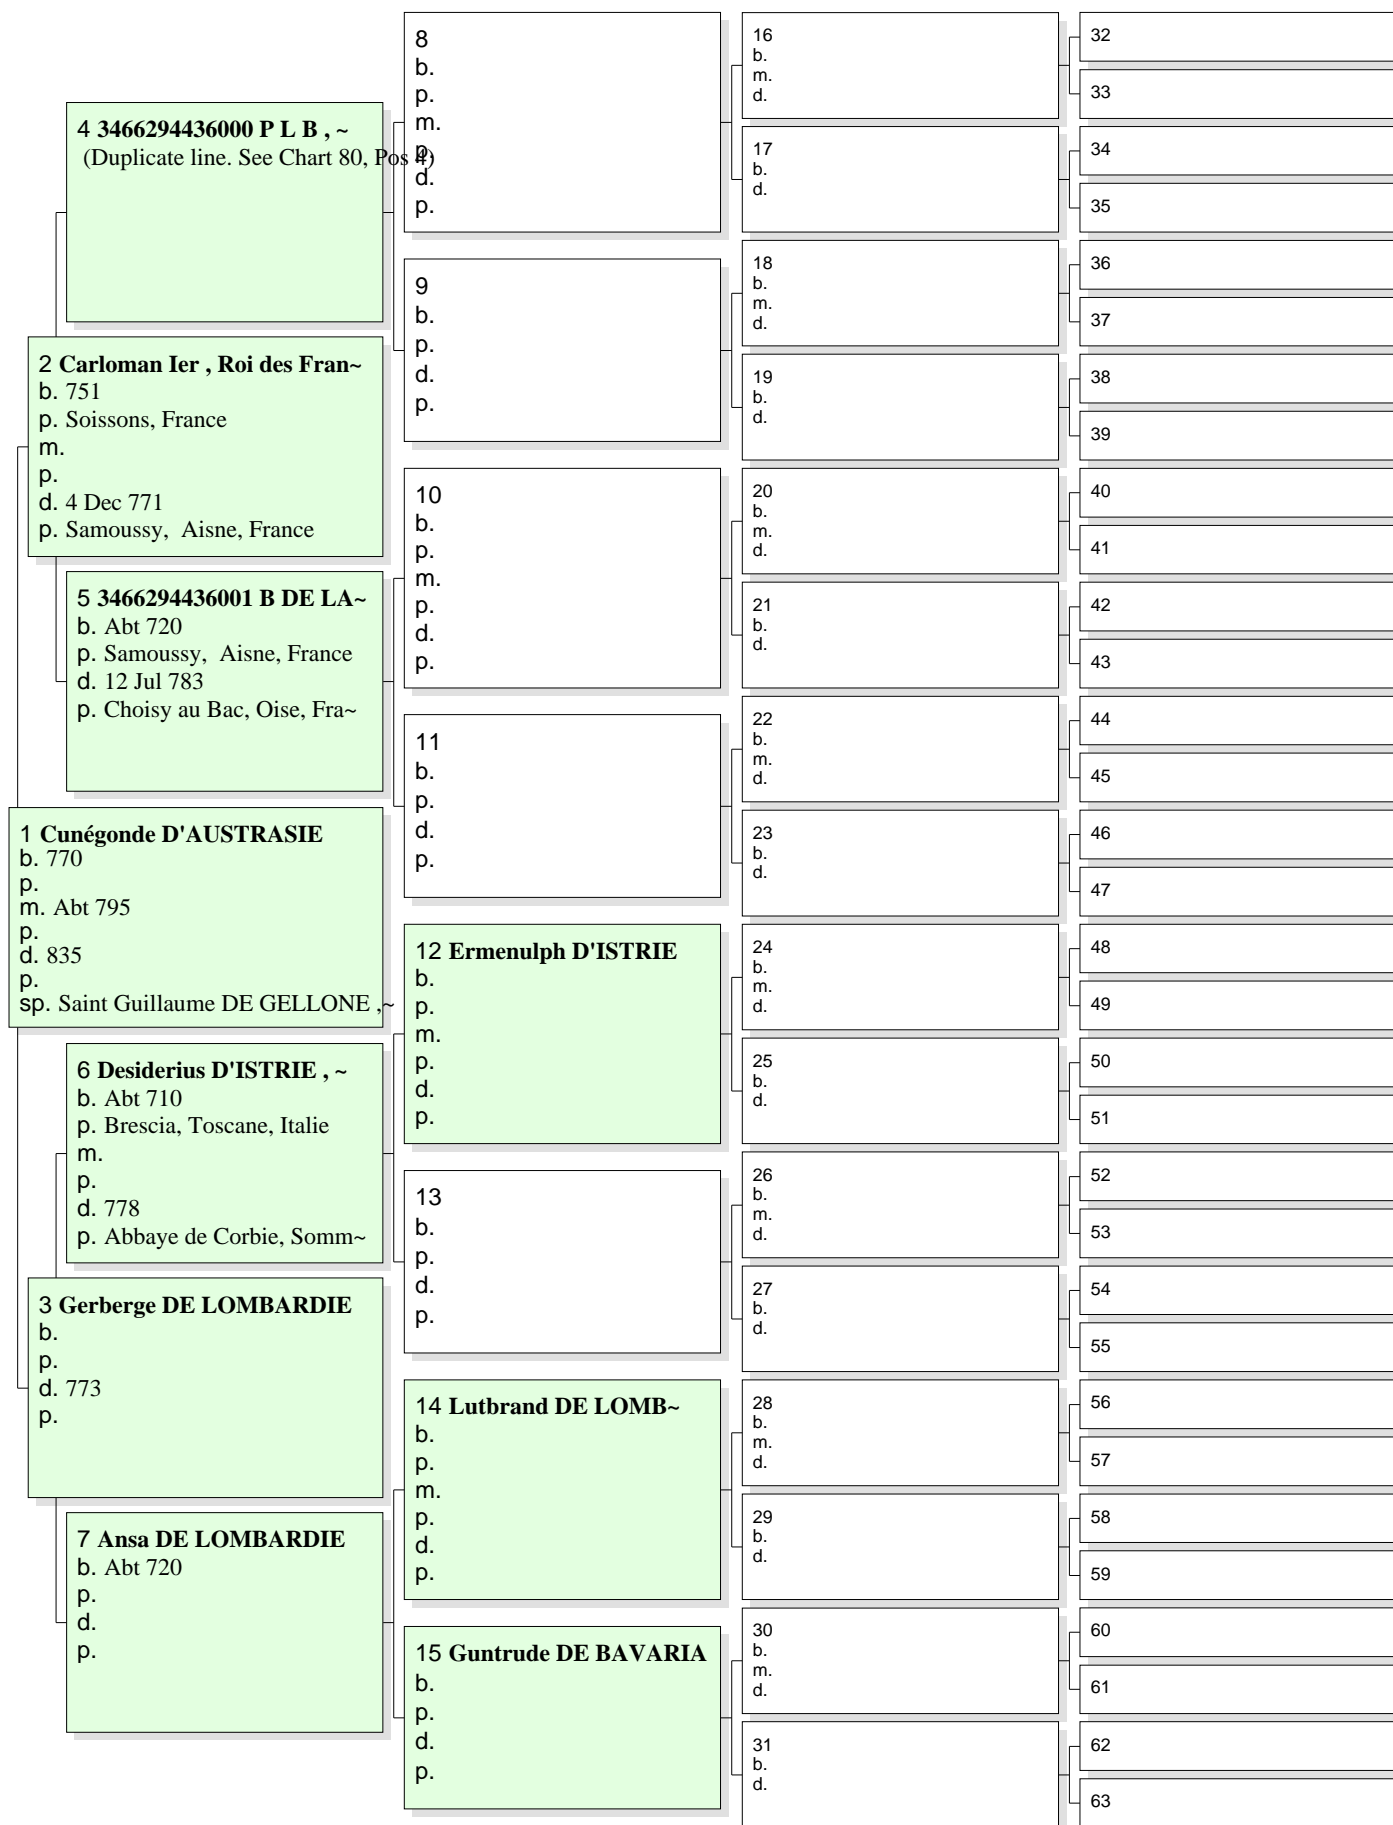 4 3466294436000 P L B , ~
(Duplicate line. See Chart 80, Pos 4)
2 Carloman Ier , Roi des Fran~
b. 751
p. Soissons, France
m.
p.
d. 4 Dec 771
p. Samoussy,  Aisne, France
5 3466294436001 B DE LA~
b. Abt 720
p. Samoussy,  Aisne, France
d. 12 Jul 783
p. Choisy au Bac, Oise, Fra~
1 Cunégonde D'AUSTRASIE
b. 770
p.
m. Abt 795
p.
d. 835
p.
sp. Saint Guillaume DE GELLONE ,~
6 Desiderius D'ISTRIE , ~
b. Abt 710
p. Brescia, Toscane, Italie
m.
p.
d. 778
p. Abbaye de Corbie, Somm~
3 Gerberge DE LOMBARDIE
b.
p.
d. 773
p.
7 Ansa DE LOMBARDIE
b. Abt 720
p.
d.
p.
8
b.
p.
m.
p.
d.
p.
9
b.
p.
d.
p.
10
b.
p.
m.
p.
d.
p.
11
b.
p.
d.
p.
12 Ermenulph D'ISTRIE
b.
p.
m.
p.
d.
p.
13
b.
p.
d.
p.
14 Lutbrand DE LOMB~
b.
p.
m.
p.
d.
p.
15 Guntrude DE BAVARIA
b.
p.
d.
p.
16
b.
m.
d.
17
b.
d.
18
b.
m.
d.
19
b.
d.
20
b.
m.
d.
21
b.
d.
22
b.
m.
d.
23
b.
d.
24
b.
m.
d.
25
b.
d.
26
b.
m.
d.
27
b.
d.
28
b.
m.
d.
29
b.
d.
30
b.
m.
d.
31
b.
d.
32
33
34
35
36
37
38
39
40
41
42
43
44
45
46
47
48
49
50
51
52
53
54
55
56
57
58
59
60
61
62
63